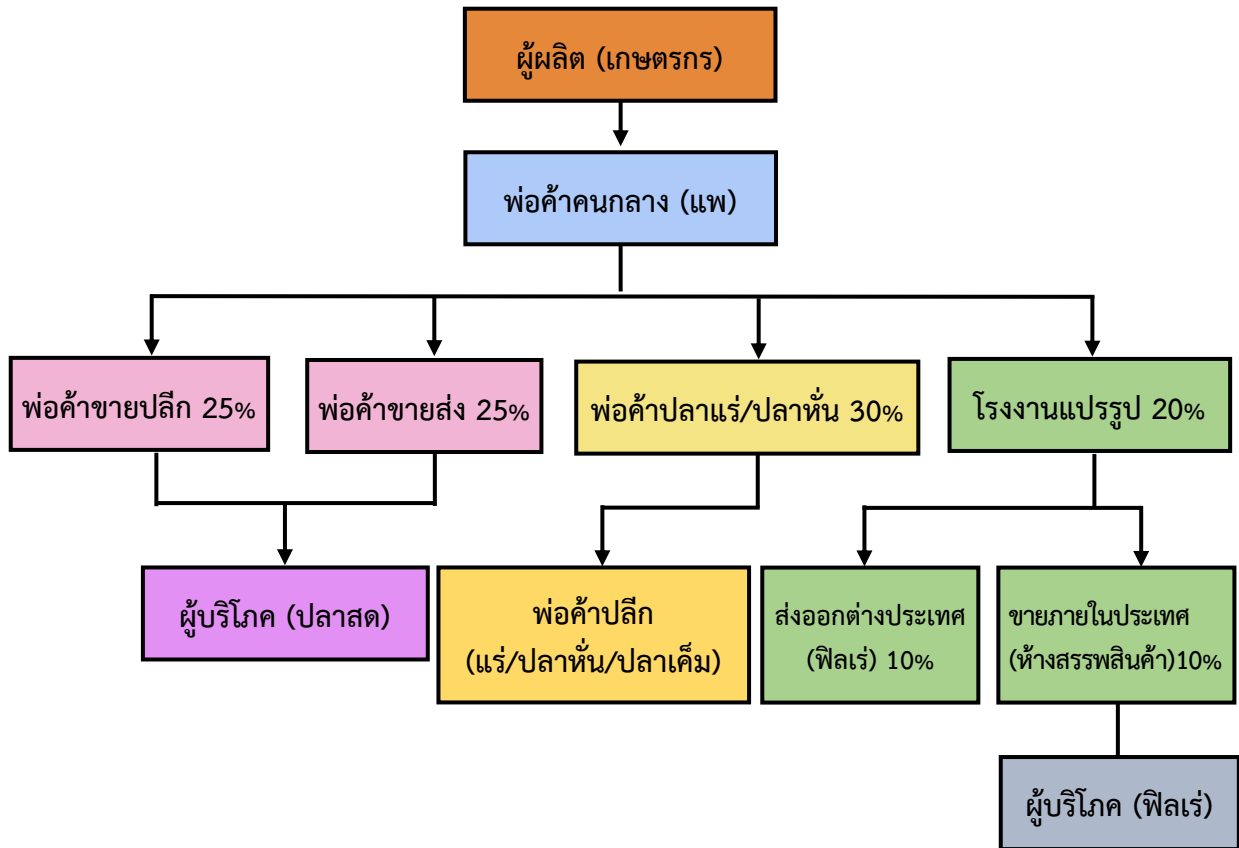 ผู้ผลิต (เกษตรกร)
พ่อค้าคนกลาง (แพ)
พ่อค้าขายปลีก 25%
พ่อค้าขายส่ง 25%
พ่อค้าปลาแร่/ปลาหั่น 30%
โรงงานแปรรูป 20%
ผู้บริโภค (ปลาสด)
พ่อค้าปลีก
(แร่/ปลาหั่น/ปลาเค็ม)
ส่งออกต่างประเทศ
(ฟิลเร่) 10%
ขายภายในประเทศ
(ห้างสรรพสินค้า)10%
ผู้บริโภค (ฟิลเร่)